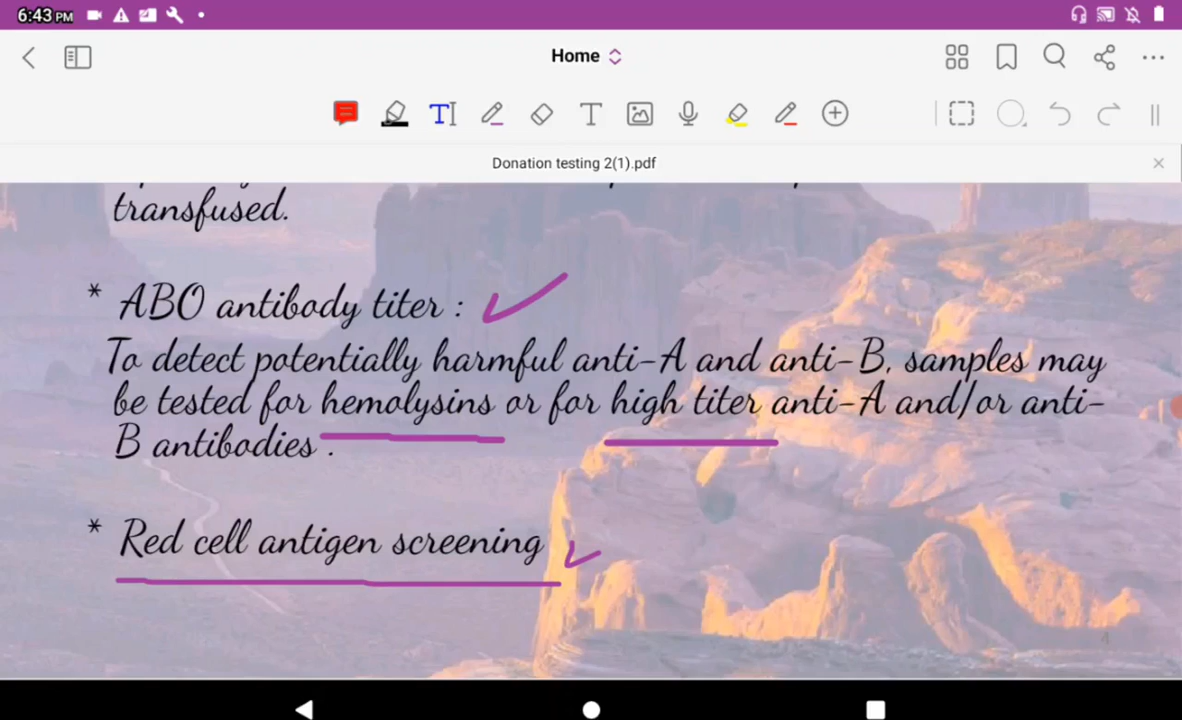 6:43 PM
Home
Donation testing 2(1).pdf
transfused.
* ABO antibody titer :
To detect potentially harmful anti-A and anti-B, samples may
be tested for hemolysins or for high titer anti-A and/or anti-
B antibodies .
* Red cell antigen screening
4